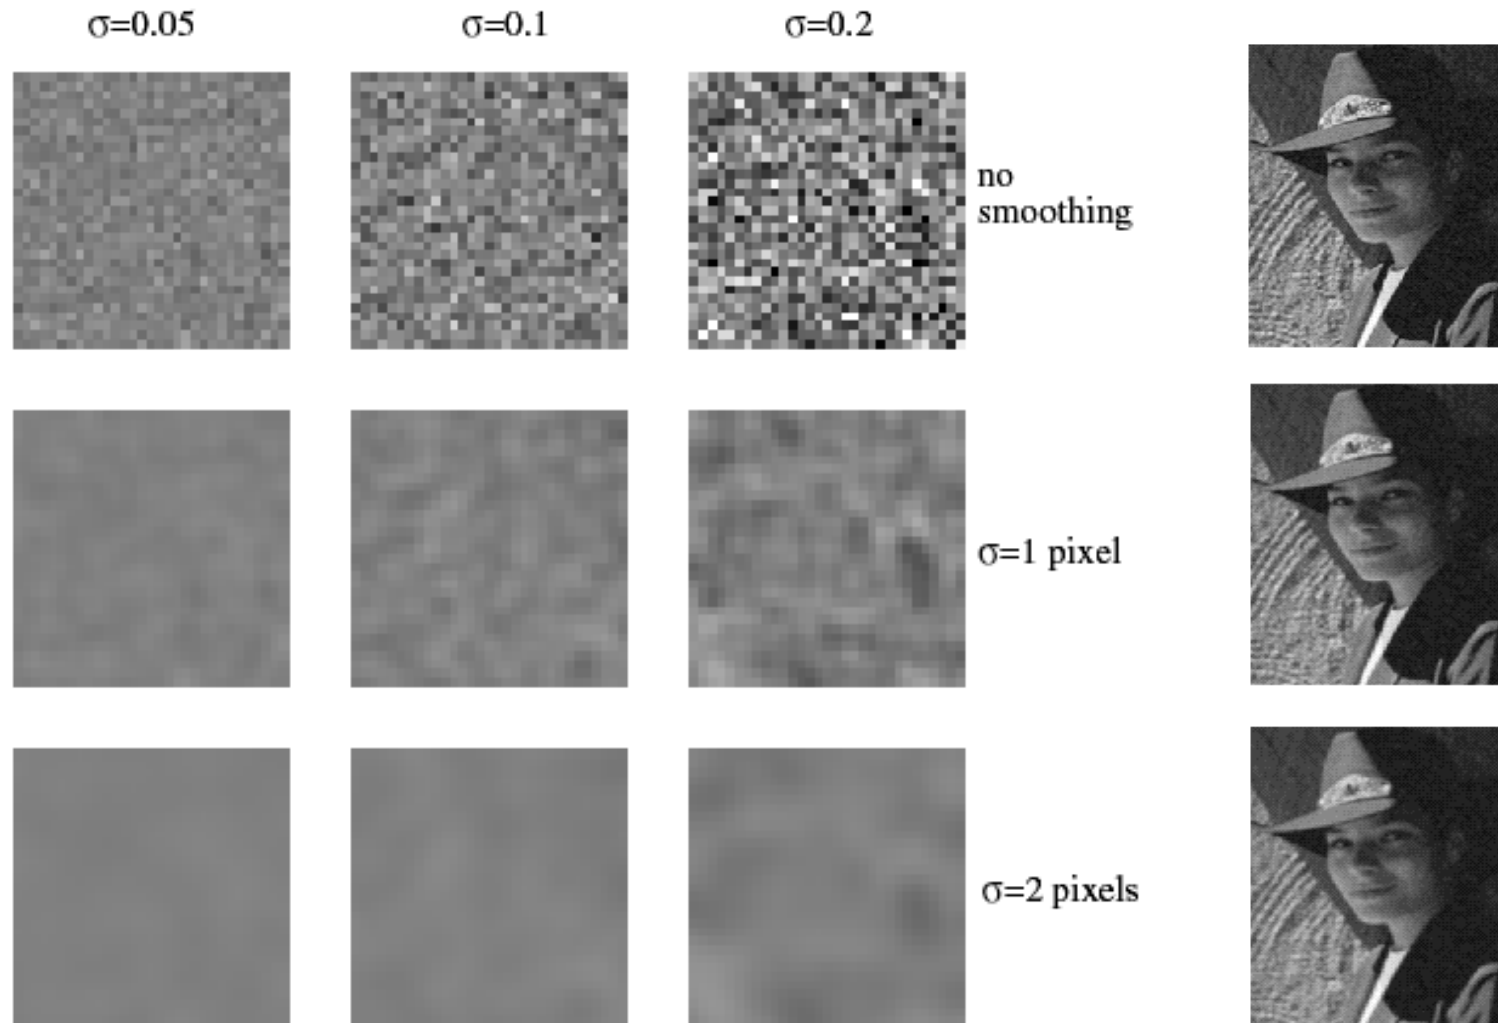 σ=0.05
σ=0.1
σ=0.2
no
smoothing
σ=1 pixel
σ=2 pixels